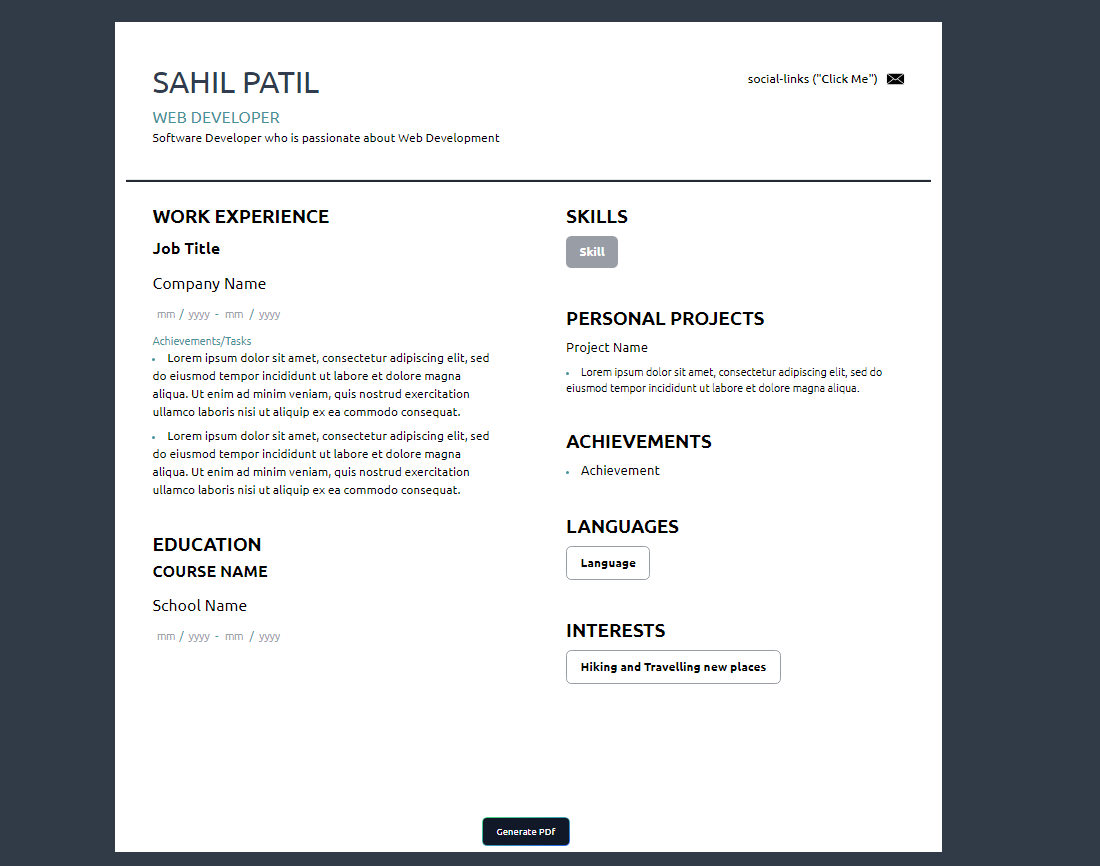 SAHIL PATIL
social-links ("Click Me")
WEB DEVELOPER
Software Developer who is passionate about Web Development
WORK EXPERIENCE
Job Title
Company Name
mm / yyyy - mm / yyyy
Achievements/Tasks
• Lorem ipsum dolor sit amet, consectetur adipiscing elit, sed
do eiusmod tempor incididunt ut labore et dolore magna
aliqua. Ut enim ad minim veniam, quis nostrud exercitation
ullamco laboris nisi ut aliquip ex ea commodo consequat.
• Lorem ipsum dolor sit amet, consectetur adipiscing elit, sed
do eiusmod tempor incididunt ut labore et dolore magna
aliqua. Ut enim ad minim veniam, quis nostrud exercitation
ullamco laboris nisi ut aliquip ex ea commodo consequat.
EDUCATION
COURSE NAME
School Name
mm / yyyy - mm / yyyy
SKILLS
Skill
PERSONAL PROJECTS
Project Name
• Lorem ipsum dolor sit amet, consectetur adipiscing elit, sed do
eiusmod tempor incididunt ut labore et dolore magna aliqua.
ACHIEVEMENTS
• Achievement
LANGUAGES
Language
INTERESTS
Hiking and Travelling new places
Generate PDf